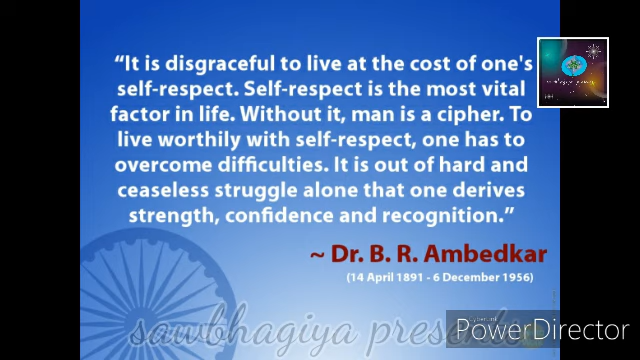 “It is disgraceful to live at the cost of one's
self-respect. Self-respect is the most vital
factor in life. Without it, man is a cipher. To
live worthily with self-respect, one has to
overcome difficulties. It is out of hard and
ceaseless struggle alone that one derives
strength, confidence and recognition.”
~ Dr. B. R. Ambedkar
(14 April 1891 - 6 December 1956)
sawbhagiya presents
CyberLink
PowerDirector